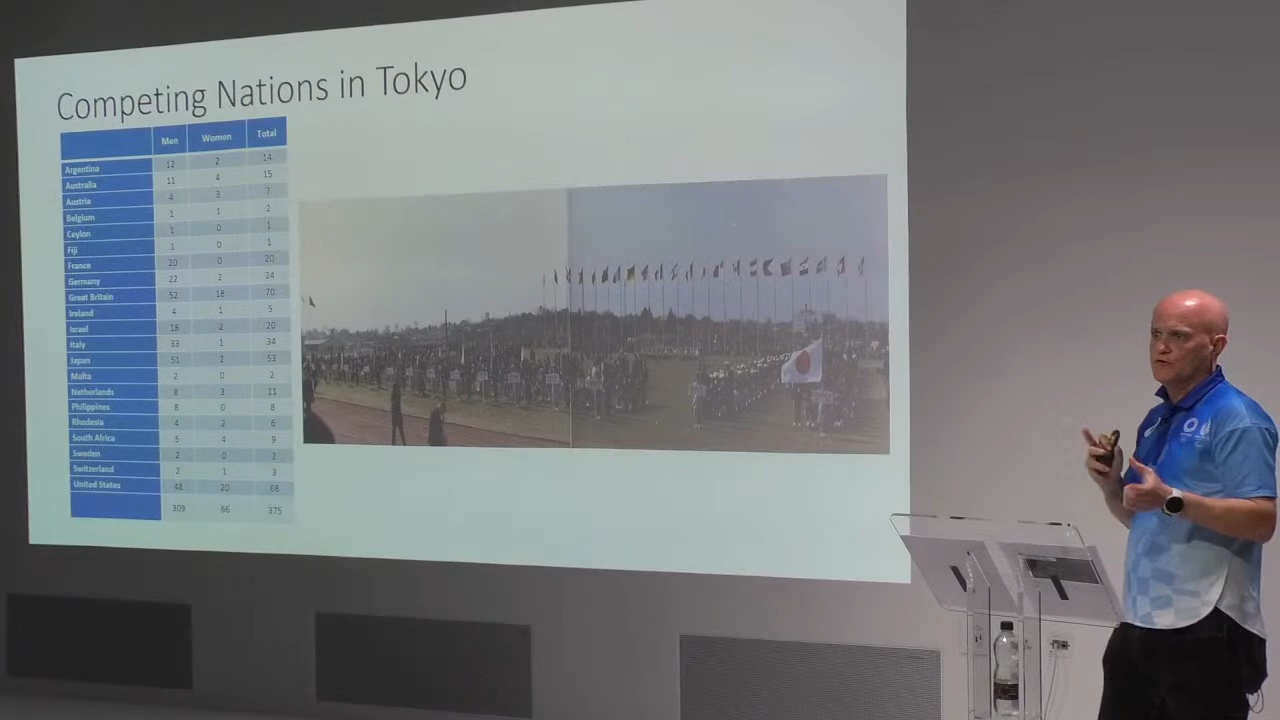 Competing Nations in Tokyo
Men Women Total
Argentina 12 2 14
Australia 11 4 15
Austria 4 3 7
Belgium 1 1 2
Ceylon 1 0 1
Fiji 1 0 1
France 20 0 20
Germany 22 2 24
Great Britain 52 18 70
Ireland 4 1 5
Israel 18 2 20
Italy 33 1 34
Japan 51 2 53
Malta 2 0 2
Netherlands 8 3 11
Philippines 8 0 8
Rhodesia 4 2 6
South Africa 5 4 9
Sweden 2 0 2
Switzerland 2 1 3
United States 48 20 68
309 66 375